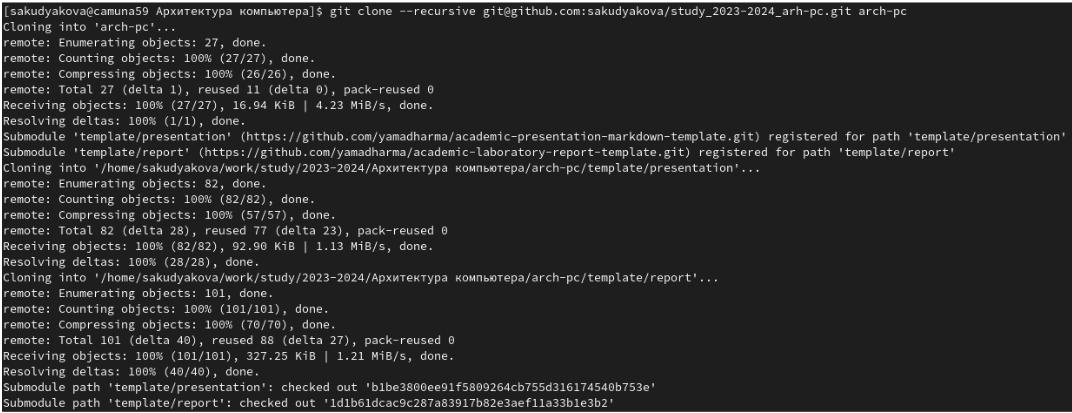 [sakudyakova@camuna59 Архитектура компьютера]$ git clone --recursive git@github.com:sakudyakova/study_2023-2024_arh-pc.git arch-pc
Cloning into 'arch-pc'...
remote: Enumerating objects: 27, done.
remote: Counting objects: 100% (27/27), done.
remote: Compressing objects: 100% (26/26), done.
remote: Total 27 (delta 1), reused 11 (delta 0), pack-reused 0
Receiving objects: 100% (27/27), 16.94 KiB | 4.23 MiB/s, done.
Resolving deltas: 100% (1/1), done.
Submodule 'template/presentation' (https://github.com/yamadharma/academic-presentation-markdown-template.git) registered for path 'template/presentation'
Submodule 'template/report' (https://github.com/yamadharma/academic-laboratory-report-template.git) registered for path 'template/report'
Cloning into '/home/sakudyakova/work/study/2023-2024/Архитектура компьютера/arch-pc/template/presentation'...
remote: Enumerating objects: 82, done.
remote: Counting objects: 100% (82/82), done.
remote: Compressing objects: 100% (57/57), done.
remote: Total 82 (delta 28), reused 77 (delta 23), pack-reused 0
Receiving objects: 100% (82/82), 92.90 KiB | 1.13 MiB/s, done.
Resolving deltas: 100% (28/28), done.
Cloning into '/home/sakudyakova/work/study/2023-2024/Архитектура компьютера/arch-pc/template/report'...
remote: Enumerating objects: 101, done.
remote: Counting objects: 100% (101/101), done.
remote: Compressing objects: 100% (70/70), done.
remote: Total 101 (delta 40), reused 88 (delta 27), pack-reused 0
Receiving objects: 100% (101/101), 327.25 KiB | 1.21 MiB/s, done.
Resolving deltas: 100% (40/40), done.
Submodule path 'template/presentation': checked out 'b1be3800ee91f5809264cb755d316174540b753e'
Submodule path 'template/report': checked out '1d1b61dcac9c287a83917b82e3aef11a33b1e3b2'